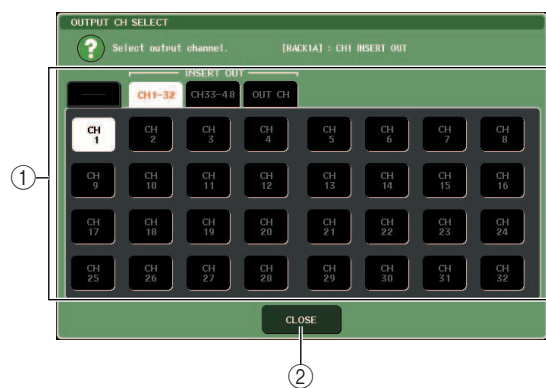 OUTPUT CH SELECT
? Select output channel. [RACK1A] : CH1 INSERT OUT
INSERT OUT
CH1-32 CH33-48 OUT CH
CH 1 CH 2 CH 3 CH 4 CH 5 CH 6 CH 7 CH 8
CH 9 CH 10 CH 11 CH 12 CH 13 CH 14 CH 15 CH 16
CH 17 CH 18 CH 19 CH 20 CH 21 CH 22 CH 23 CH 24
CH 25 CH 26 CH 27 CH 28 CH 29 CH 30 CH 31 CH 32
1
CLOSE
2